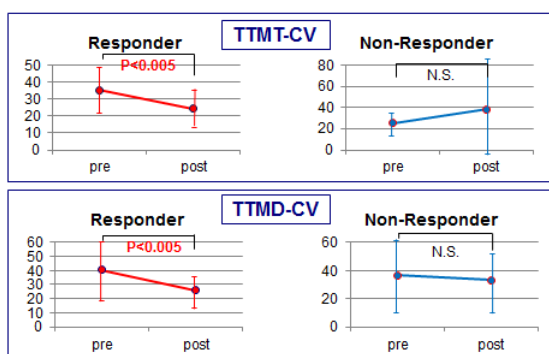 TTMT-CV
Responder
P<0.005
50
40
30
20
10
0
pre post
Non-Responder
N.S.
80
60
40
20
0
pre post
TTMD-CV
Responder
P<0.005
60
50
40
30
20
10
0
pre post
Non-Responder
N.S.
60
40
20
0
pre post